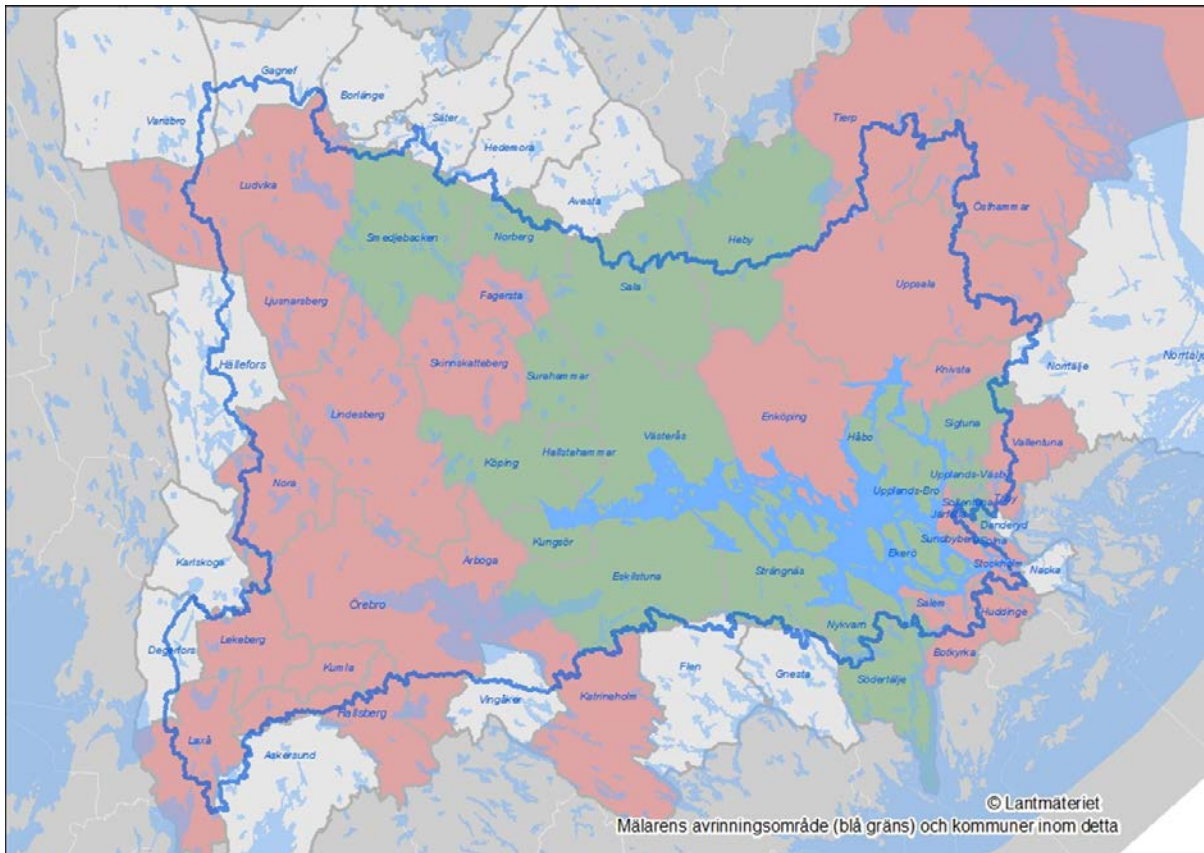 Gagnef
Borlänge
Vansbro
Säter
Tierp
Hedemora
Ludvika
Avesta
Östhammar
Smedjebacken
Norberg
Heby
Sala
Uppsala
Fagersta
Ljusnarsberg
Hällefors
Skinnskatteberg
Surahammar
Knivsta
Norrtälje
Norrtälje
Lindesberg
Enköping
Sigtuna
Västerås
Håbo
Vallentuna
Hallstahammar
Köping
Upplands-Väsby
Nora
Upplands-Bro
Täby
Danderyd
Kungsör
Sundbyberg
Solna
Ekerö
Karlskoga
Arboga
Stockholm
Nacka
Eskilstuna
Strängnäs
Örebro
Salem
Huddinge
Nykvarn
Lekeberg
Degerfors
Botkyrka
Kumla
Flen
Gnesta
Södertälje
Vingåker
Katrineholm
Hallsberg
Laxå
Askersund
© Lantmäteriet
Mälarens avrinningsområde (blå gräns) och kommuner inom detta